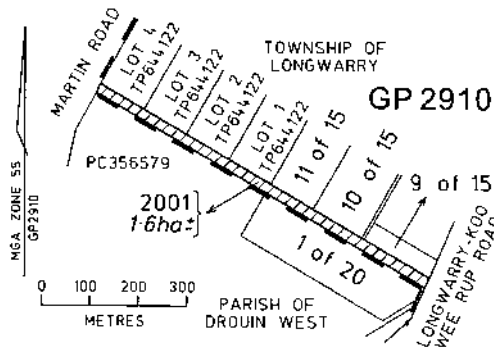 MARTIN ROAD
LOT 4
TP644122
LOT 3
TP644122
LOT 2
TP644122
LOT 1
TP644122
TOWNSHIP OF
LONGWARRY
GP 2910
11 of 15
10 of 15
9 of 15
PC356579
2001
1·6ha±
1 of 20
MGA ZONE 55
GP2910
0 100 200 300
METRES
PARISH OF
DROUIN WEST
LONGWARRY-KOO
WEE RUP ROAD